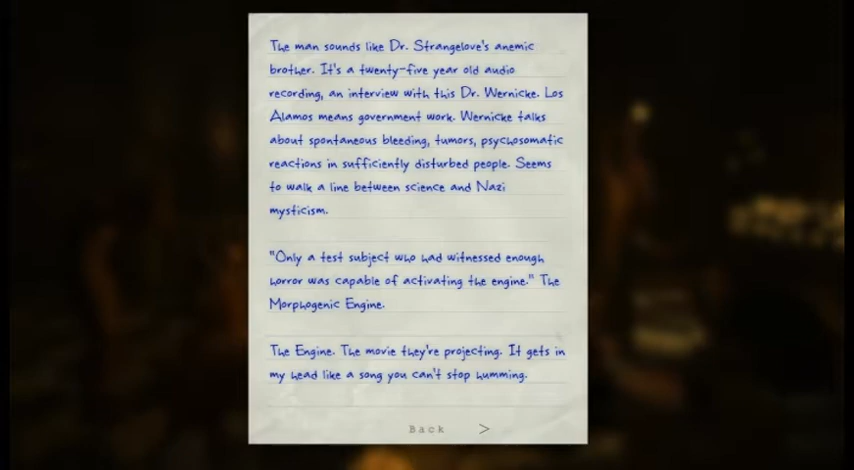 The man sounds like Dr. Strangelove's anemic
brother. It's a twenty-five year old audio
recording, an interview with this Dr. Wernicke. Los
Alamos means government work. Wernicke talks
about spontaneous bleeding, tumors, psychosomatic
reactions in sufficiently disturbed people. Seems
to walk a line between science and Nazi
mysticism.
"Only a test subject who had witnessed enough
horror was capable of activating the engine." The
Morphogenic Engine.
The Engine. The movie they're projecting. It gets in
my head like a song you can't stop humming.
Back >